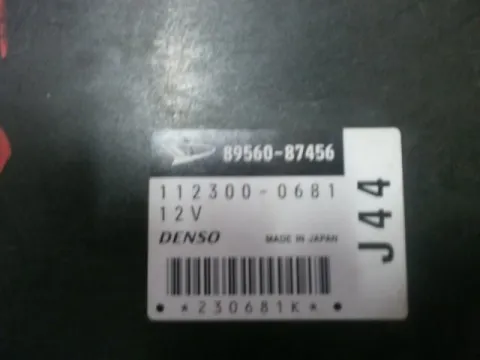 89560-87456
112300-0681
12V
DENSO MADE IN JAPAN
J44
*230681K*